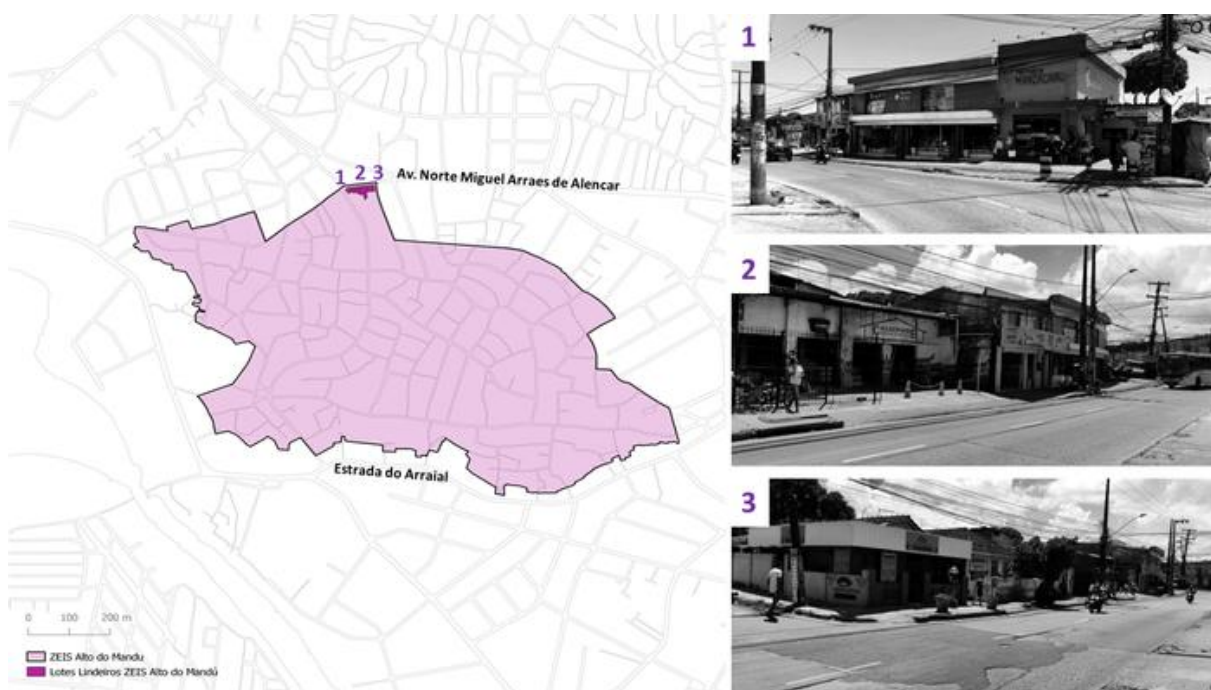 1 2 3
Av. Norte Miguel Arraes de Alencar
Estrada do Arraial
0 100 200 m
ZEIS Alto do Mandu
Lotes Lindeiros ZEIS Alto do Mandú
1
2
3